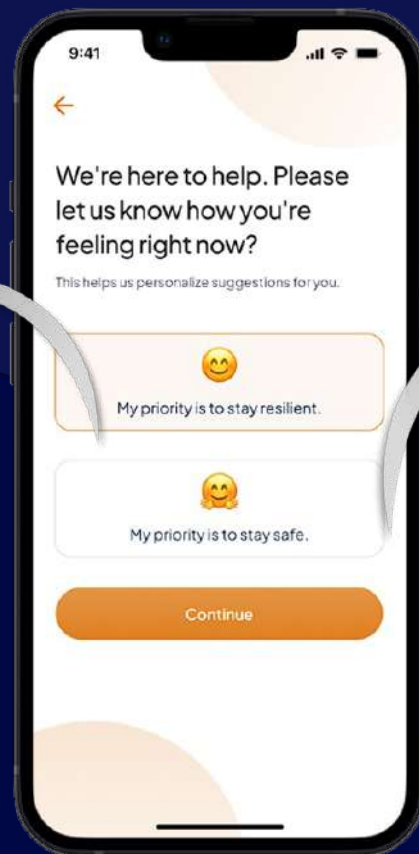 9:41
We're here to help. Please
let us know how you're
feeling right now?
This helps us personalize suggestions for you.
My priority is to stay resilient.
My priority is to stay safe.
Continue